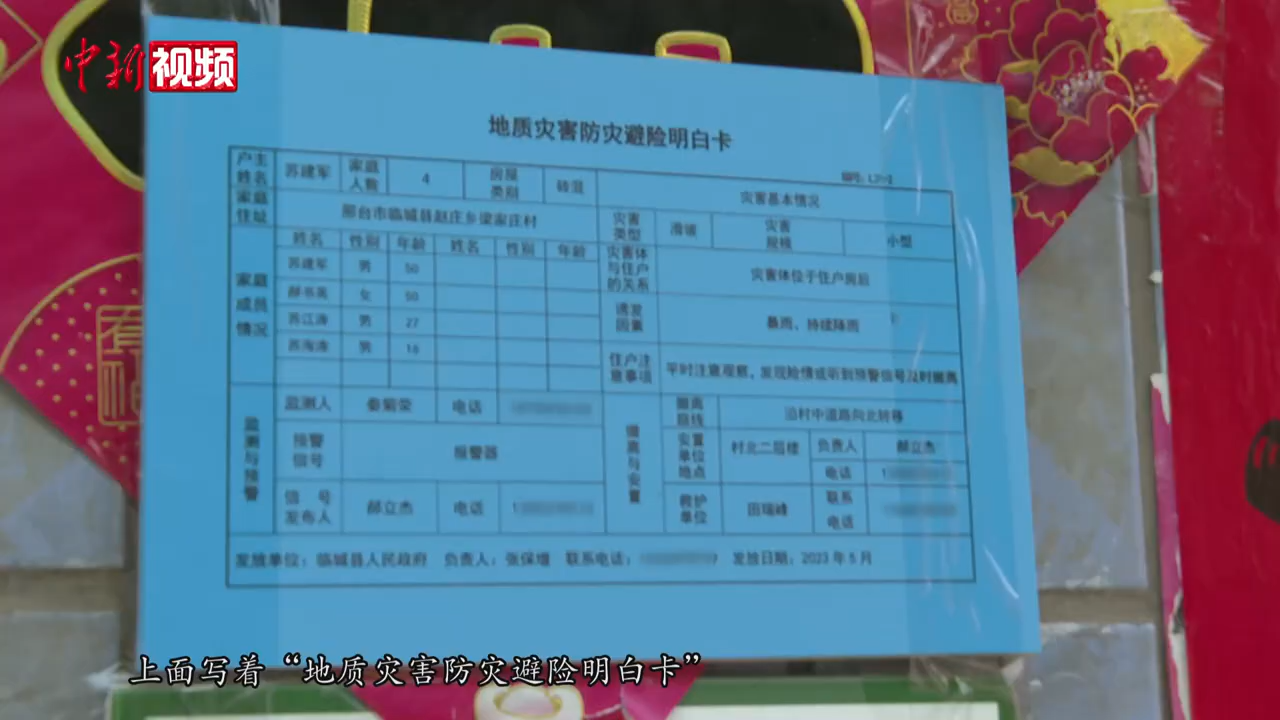 中新视频
地质灾害防灾避险明白卡
户主姓名 苏建军 家庭人数 4 房屋类别 砖混 灾害基本情况
家庭住址 邢台市临城县赵庄乡梁家庄村 灾害类型 滑坡 灾害规模 小型
家庭成员情况 姓名 性别 年龄 姓名 性别 年龄 灾害体与住户的关系 灾害体位于住户房后
苏建军 男 50
女 50 诱发因素 暴雨、持续降雨
苏江涛 男 27
苏海涛 男 16 住户注意事项 平时注意观察,发现险情或听到预警信号及时撤离
监测与预警 监测人 秦菊荣 电话 撤离与安置 撤离路线 沿村中道路向北转移
预警信号 报警器 安置单位地点 村北二层楼 负责人 郝立杰
电话 1
信号发布人 郝立杰 电话 1 救护单位 田瑞峰 联系电话
发放单位:临城县人民政府 负责人:张保增 联系电话: 发放日期:2023年5月
上面写着“地质灾害防灾避险明白卡”